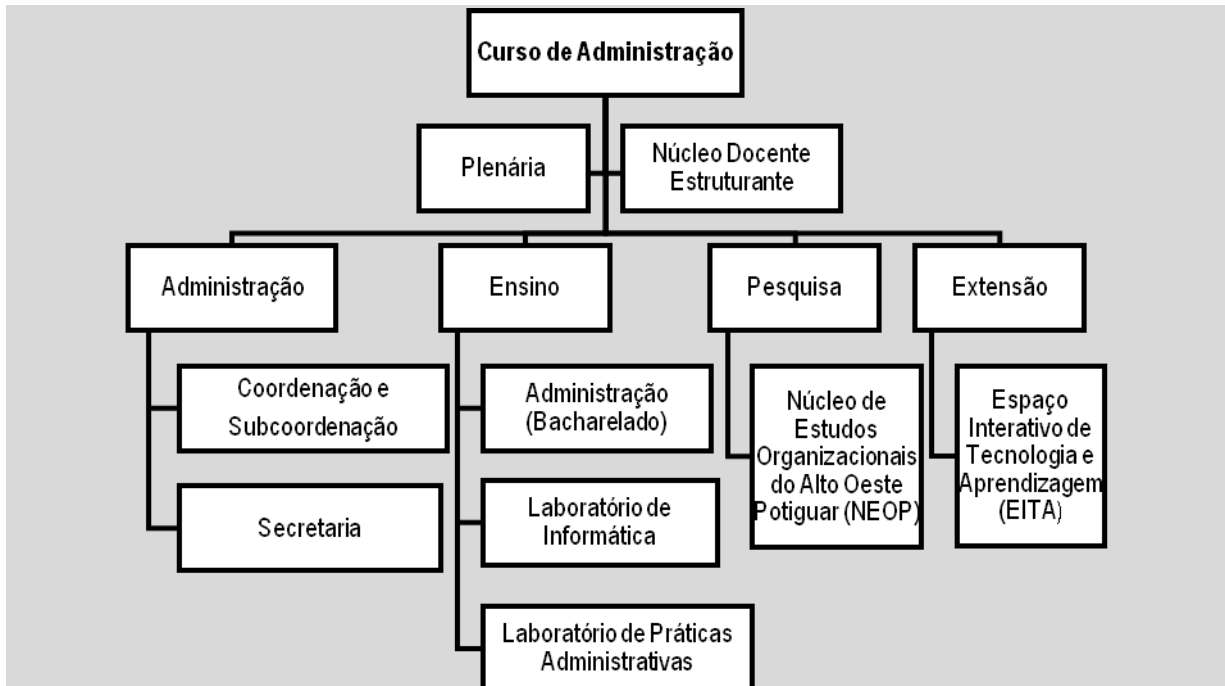 Curso de Administração
Plenária
Núcleo Docente
Estruturante
Administração
Ensino
Pesquisa
Extensão
Coordenação e
Subcoordenação
Secretaria
Administração
(Bacharelado)
Laboratório de
Informática
Laboratório de Práticas
Administrativas
Núcleo de
Estudos
Organizacionais
do Alto Oeste
Potiguar (NEOP)
Espaço
Interativo de
Tecnologia e
Aprendizagem
(EITA)